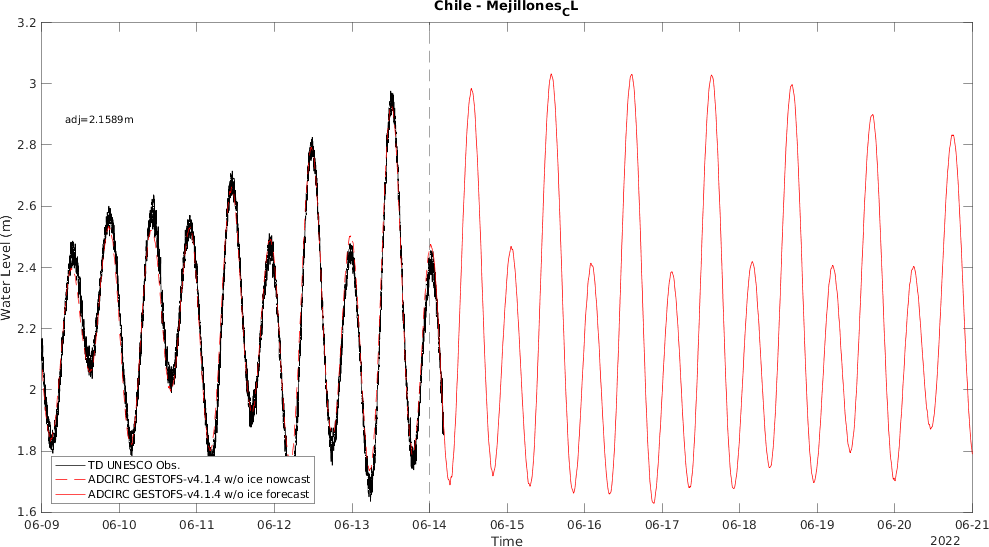 Chile - Mejillones_CL
3.2
3
2.8
2.6
2.4
2.2
2
1.8
1.6
Water Level (m)
adj=2.1589m
TD UNESCO Obs.
ADCIRC GESTOFS-v4.1.4 w/o ice nowcast
ADCIRC GESTOFS-v4.1.4 w/o ice forecast
06-09 06-10 06-11 06-12 06-13 06-14 06-15 06-16 06-17 06-18 06-19 06-20 06-21
Time
2022